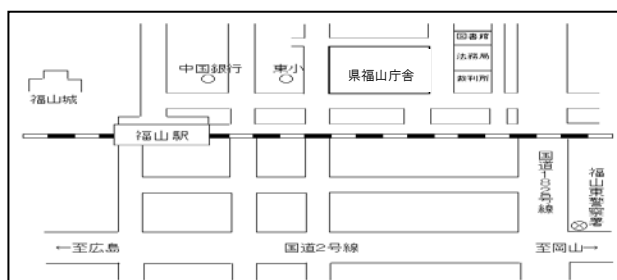 図書館
法務局
裁判所
中国銀行
東小
県福山庁舎
福山城
福山駅
国道182号線
福山東警察署
←至広島
国道2号線
至岡山→